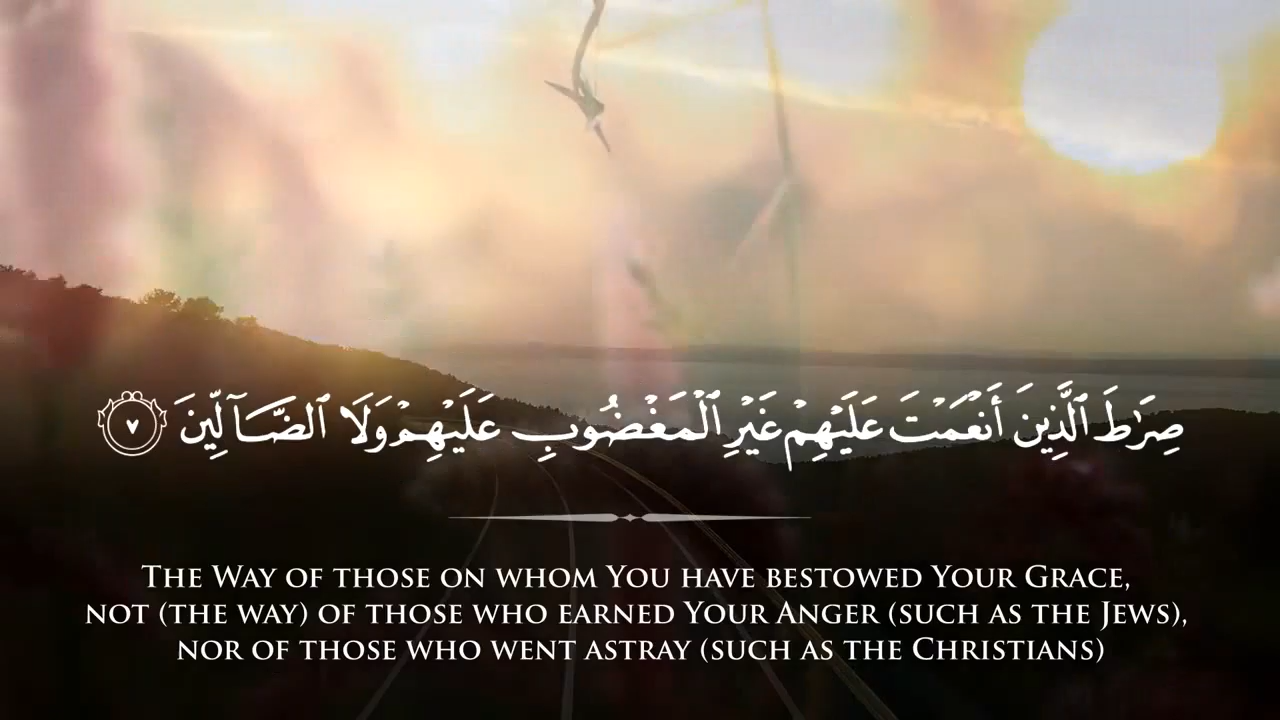 صِرَٰطَ ٱلَّذِينَ أَنْعَمْتَ عَلَيْهِمْ غَيْرِ ٱلْمَغْضُوبِ عَلَيْهِمْ وَلَا ٱلضَّآلِّينَ ٧
THE WAY OF THOSE ON WHOM YOU HAVE BESTOWED YOUR GRACE,
NOT (THE WAY) OF THOSE WHO EARNED YOUR ANGER (SUCH AS THE JEWS),
NOR OF THOSE WHO WENT ASTRAY (SUCH AS THE CHRISTIANS)